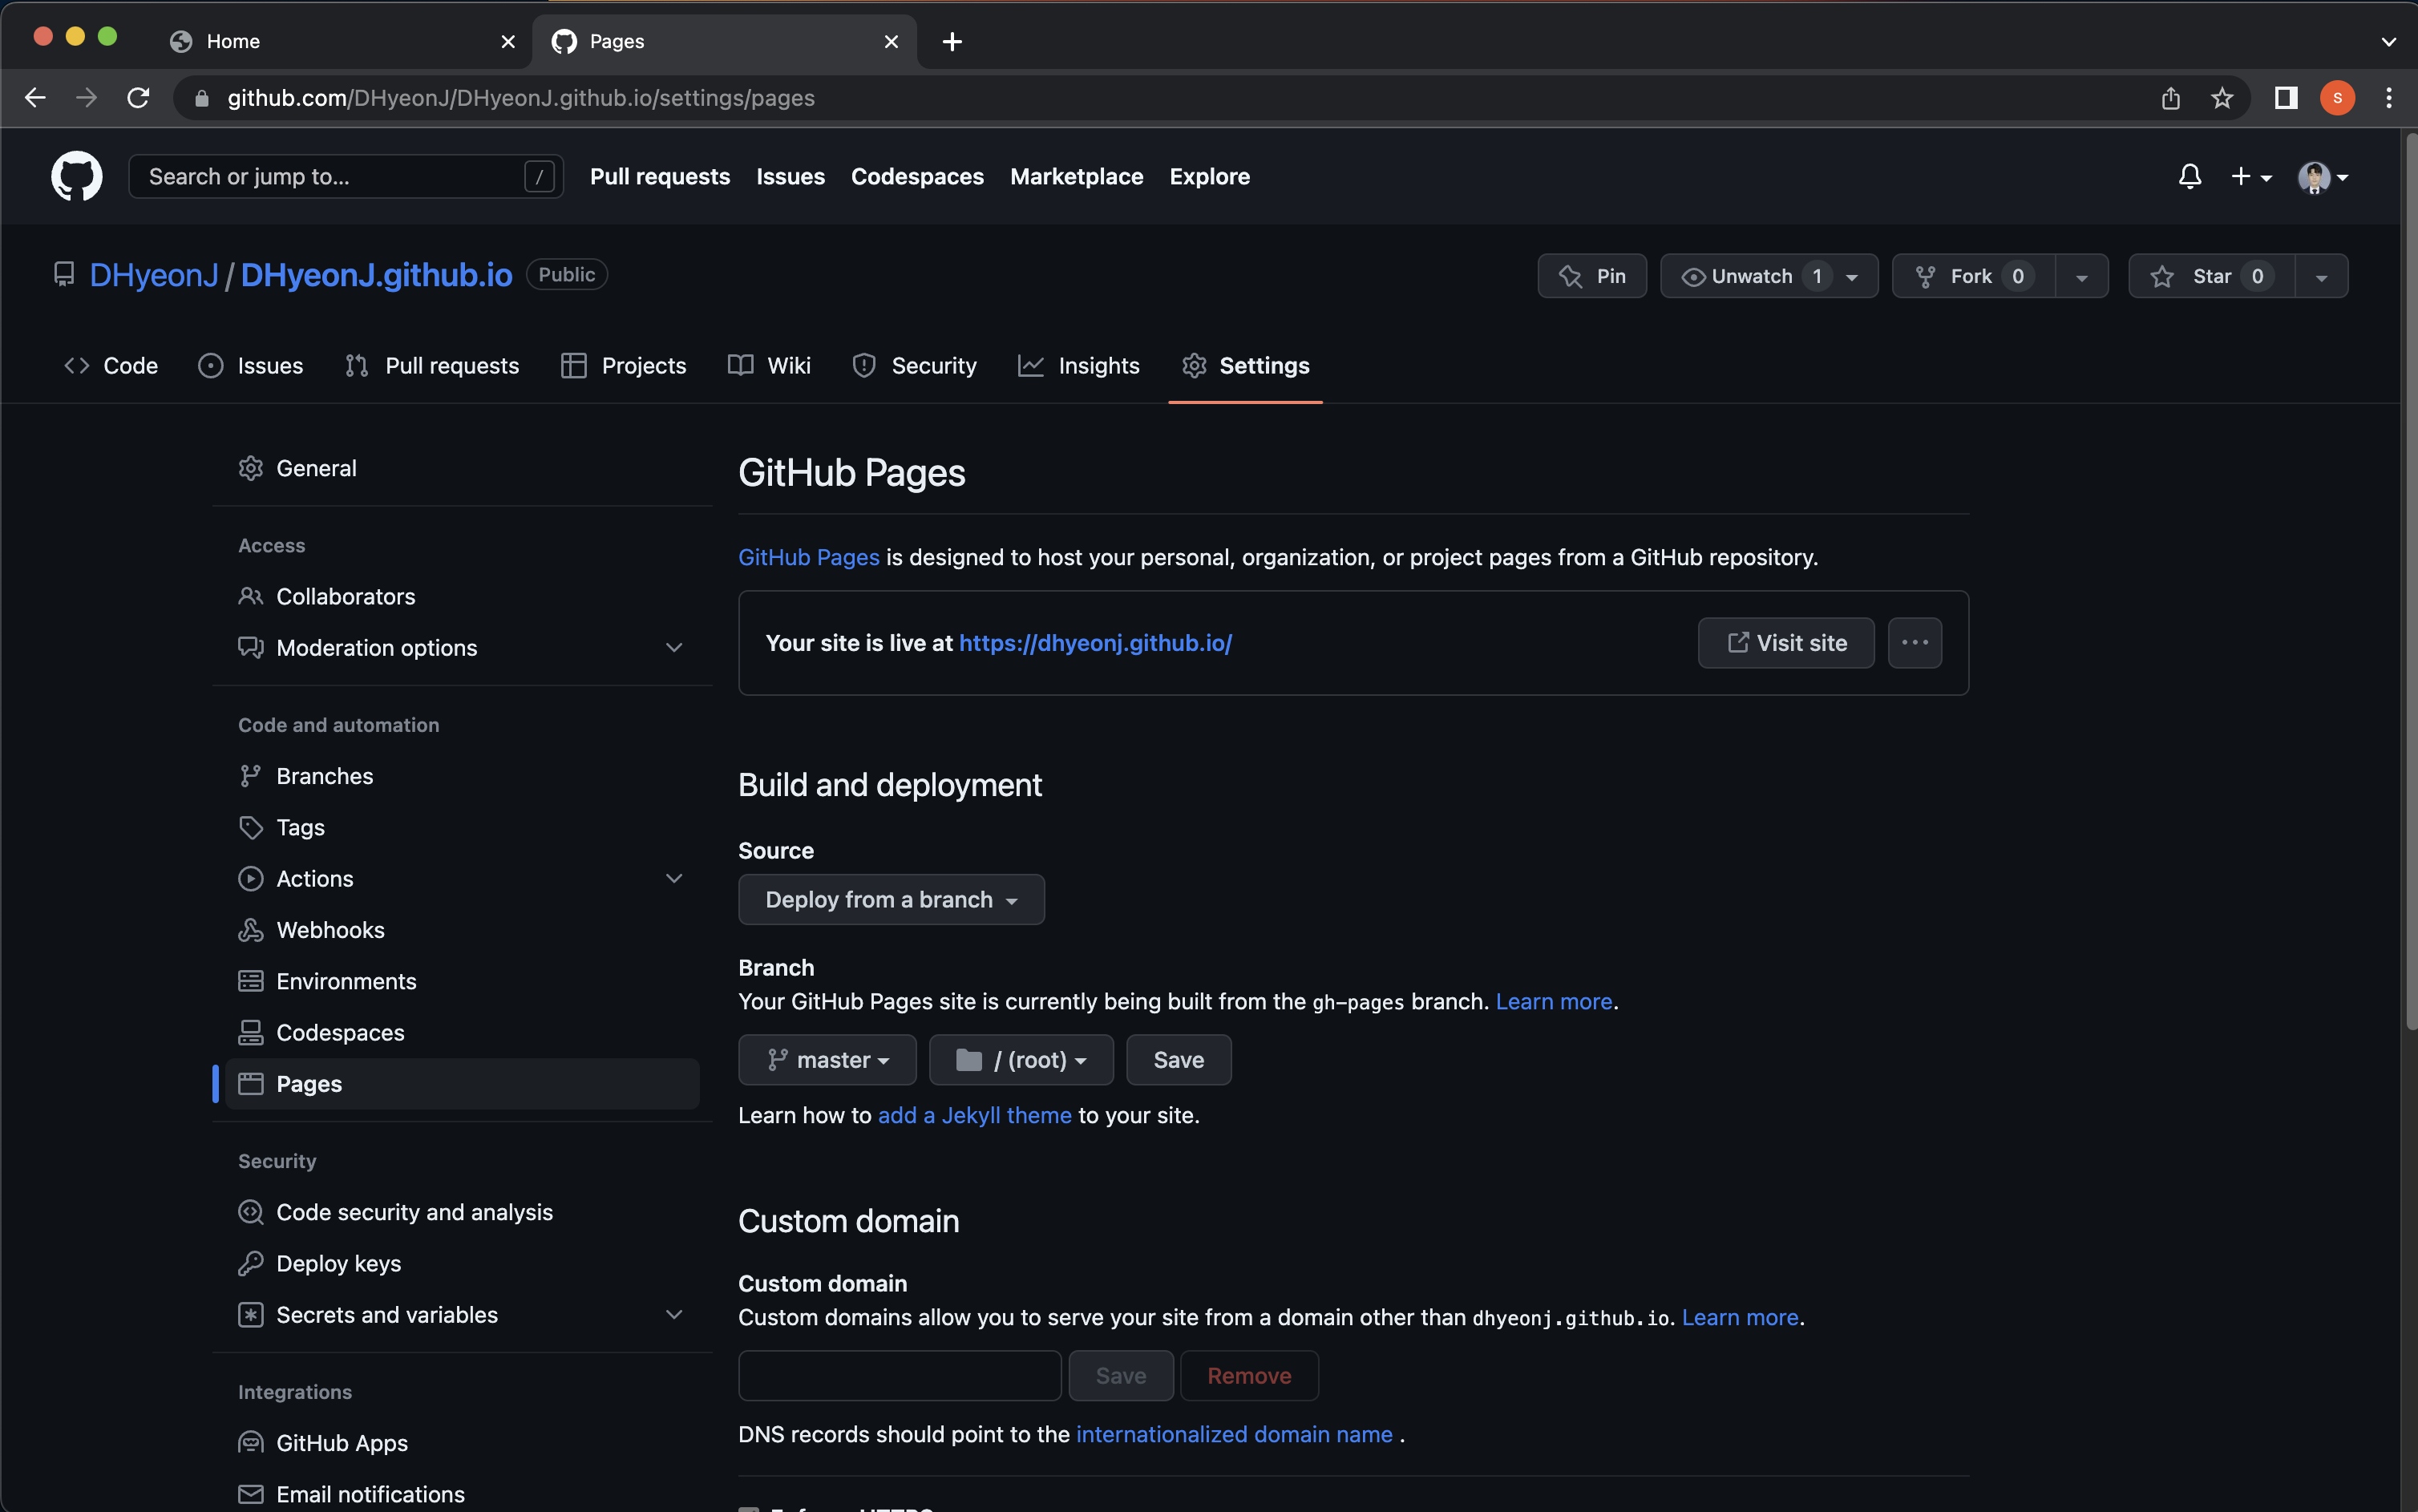 Home
Pages
github.com/DHyeonJ/DHyeonJ.github.io/settings/pages
S
Search or jump to...
/
Pull requests
Issues
Codespaces
Marketplace
Explore
DHyeonJ / DHyeonJ.github.io
Public
Pin
Unwatch 1
Fork 0
Star 0
Code
Issues
Pull requests
Projects
Wiki
Security
Insights
Settings
General
Access
Collaborators
Moderation options
Code and automation
Branches
Tags
Actions
Webhooks
Environments
Codespaces
Pages
Security
Code security and analysis
Deploy keys
Secrets and variables
Integrations
GitHub Apps
Email notifications
GitHub Pages
GitHub Pages is designed to host your personal, organization, or project pages from a GitHub repository.
Your site is live at https://dhyeonj.github.io/
Visit site
Build and deployment
Source
Deploy from a branch
Branch
Your GitHub Pages site is currently being built from the gh-pages branch. Learn more.
master
/ (root)
Save
Learn how to add a Jekyll theme to your site.
Custom domain
Custom domain
Custom domains allow you to serve your site from a domain other than dhyeonj.github.io. Learn more.
Save
Remove
DNS records should point to the internationalized domain name .